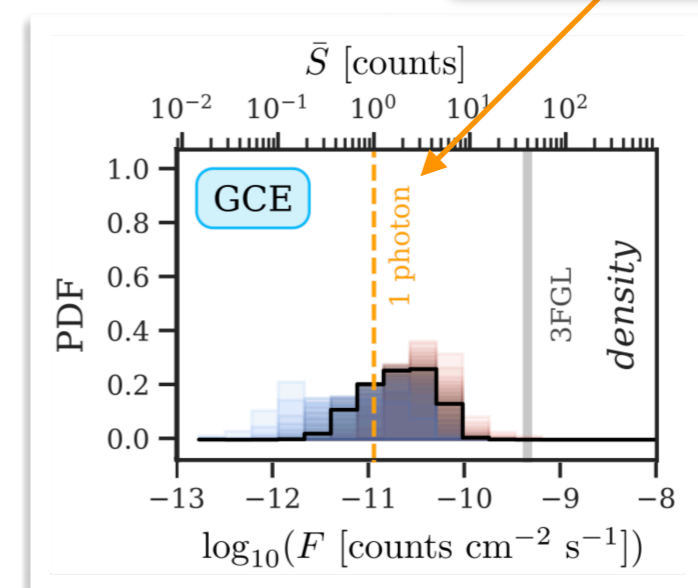 S̄ [counts]
10⁻² 10⁻¹ 10⁰ 10¹ 10²
1.0
0.8
0.6
0.4
0.2
0.0
PDF
GCE
1 photon
3FGL
density
−13 −12 −11 −10 −9 −8
log₁₀(F [counts cm⁻² s⁻¹])